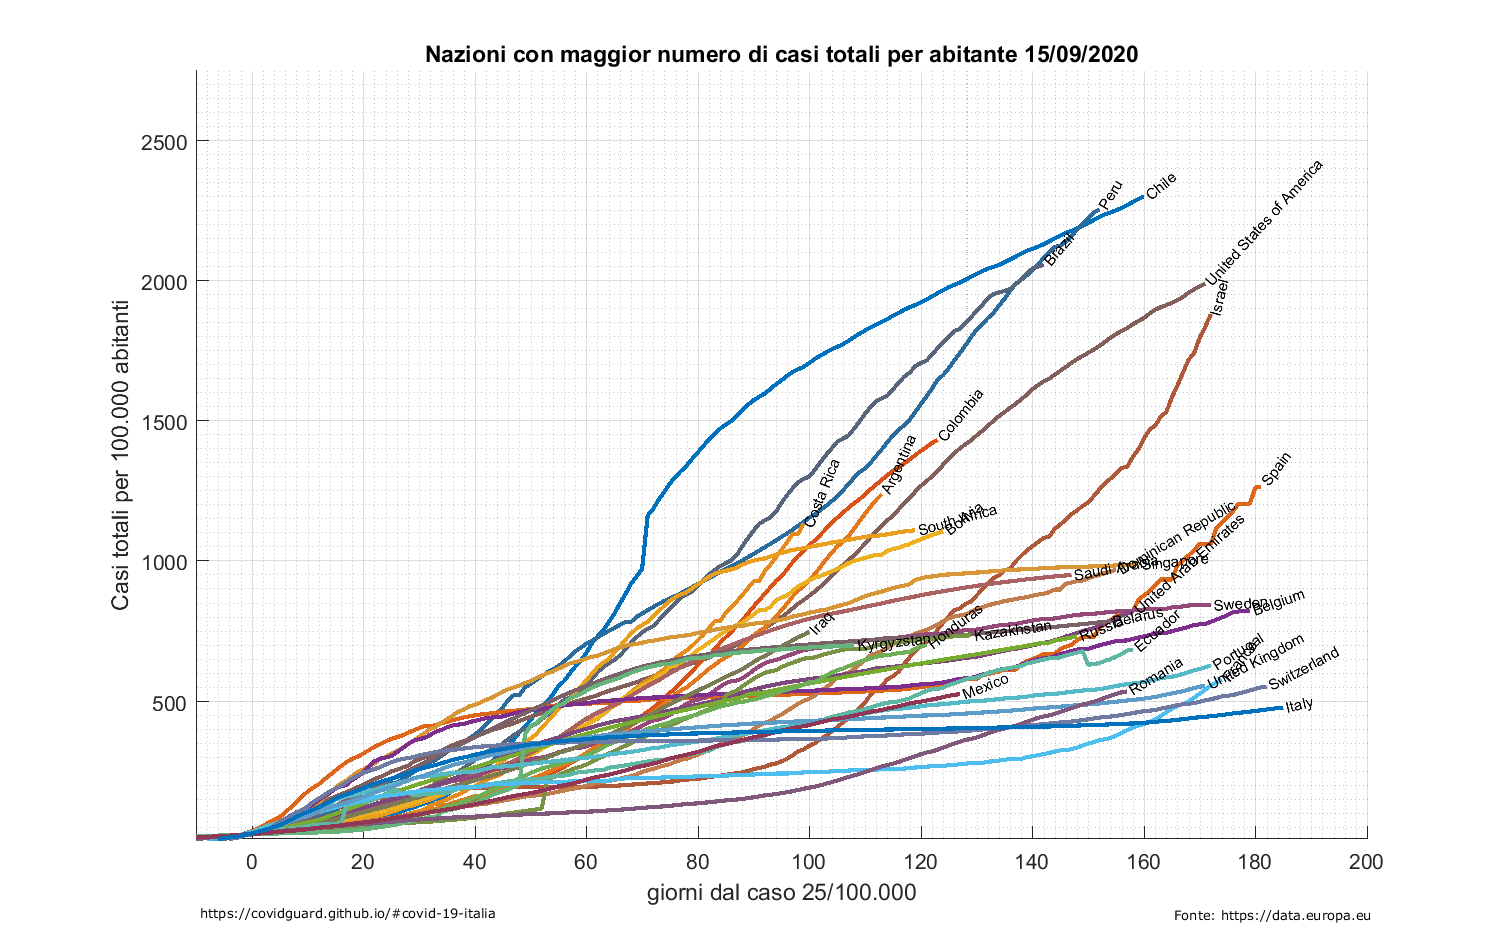 Nazioni con maggior numero di casi totali per abitante 15/09/2020
Casi totali per 100.000 abitanti
2500
2000
1500
1000
500
Peru
Chile
Brazil
United States of America
Israel
Colombia
Argentina
Costa Rica
Spain
South Africa
Bolivia
Dominican Republic
Singapore
Saudi Arabia
United Arab Emirates
Sweden
Belgium
Belarus
Russia
Kazakhstan
Ecuador
Honduras
Kyrgyzstan
Iraq
Portugal
France
United Kingdom
Switzerland
Romania
Mexico
Italy
0 20 40 60 80 100 120 140 160 180 200
giorni dal caso 25/100.000
https://covidguard.github.io/#covid-19-italia
Fonte: https://data.europa.eu